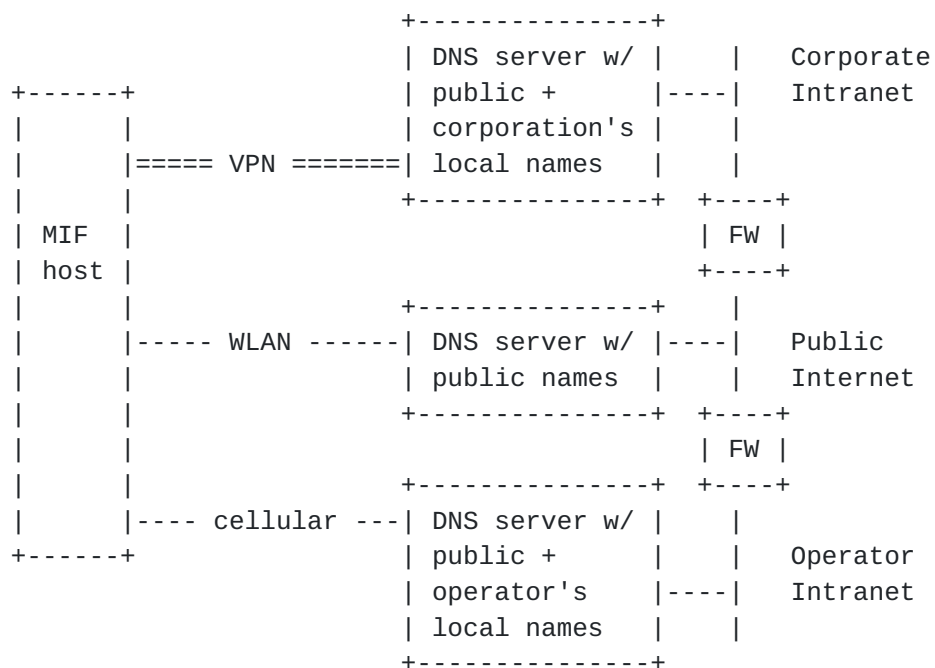 +---------------+
                            | DNS server w/ |    |   Corporate
+------+                    | public +      |----|   Intranet
|      |                    | corporation's |    |
|      |===== VPN =======| local names   |    |
|      |                    +---------------+  +----+
| MIF  |                                       | FW |
| host |                                       +----+
|      |                    +---------------+    |
|      |----- WLAN ------| DNS server w/ |----|   Public
|      |                    | public names  |    |   Internet
|      |                    +---------------+  +----+
|      |                                       | FW |
|      |                    +---------------+  +----+
|      |---- cellular ---| DNS server w/ |    |
+------+                    | public +      |    |   Operator
                            | operator's    |----|   Intranet
                            | local names   |    |
                            +---------------+